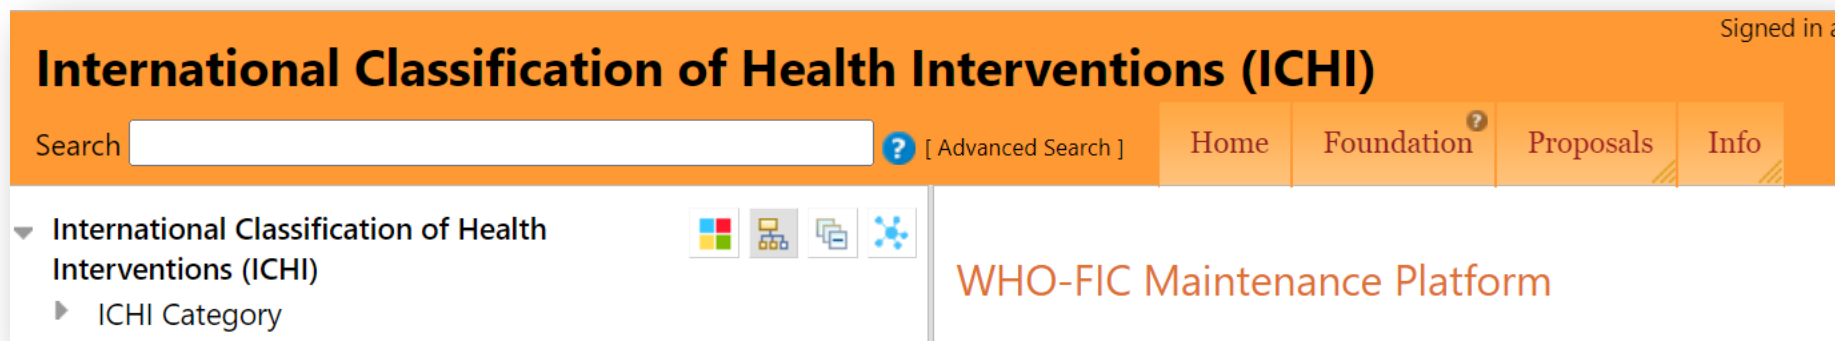 Signed in a
International Classification of Health Interventions (ICHI)
Search ? [ Advanced Search ] Home Foundation ? Proposals Info
International Classification of Health
Interventions (ICHI)
ICHI Category
WHO-FIC Maintenance Platform